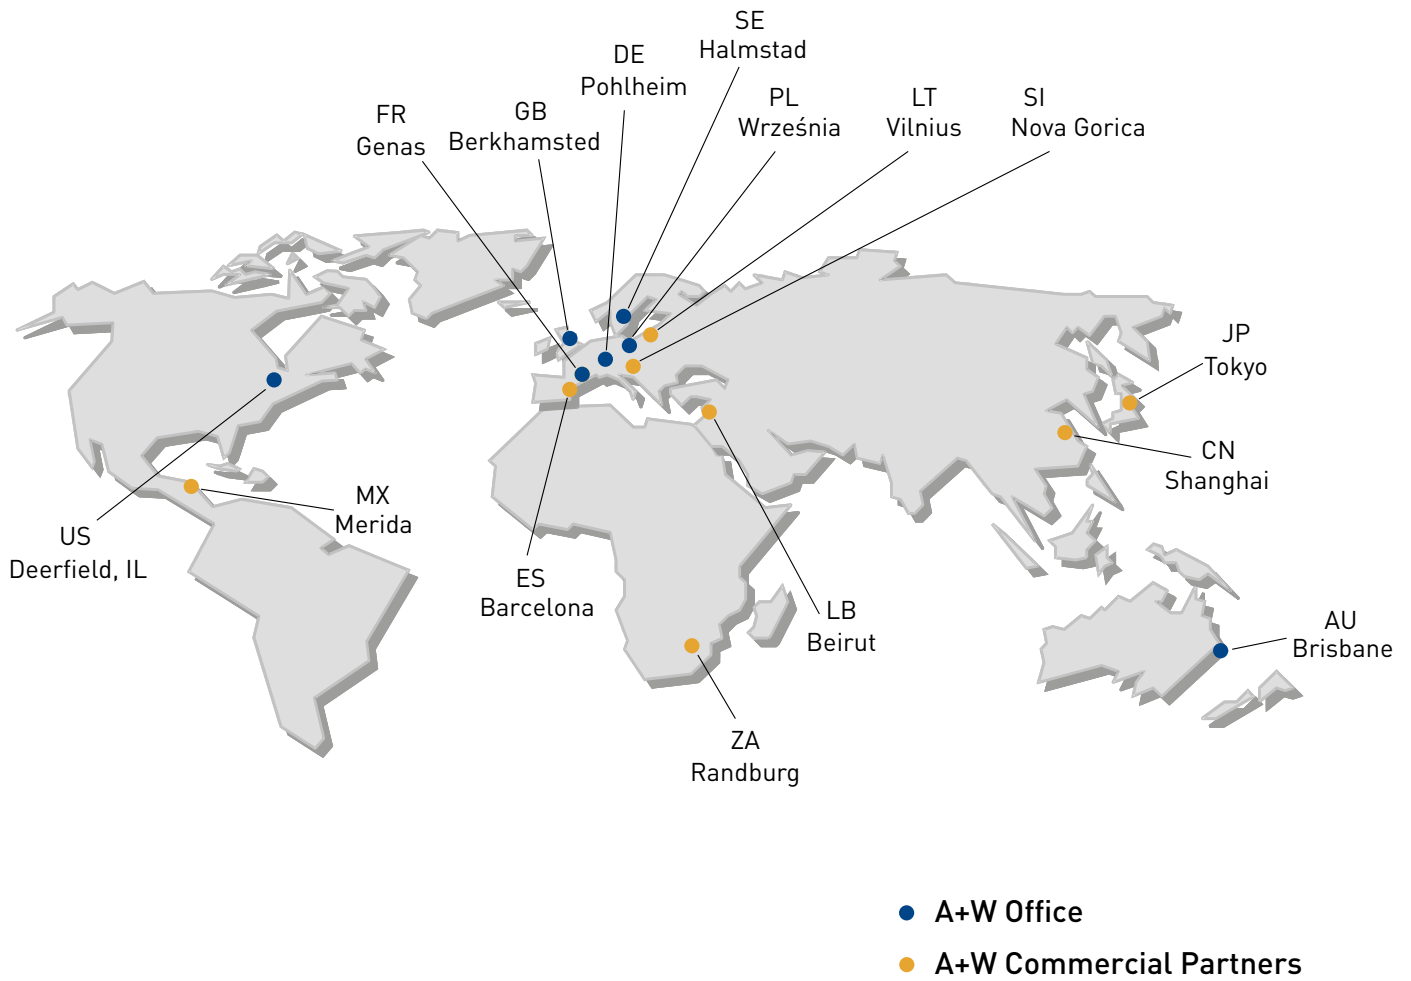 SE
Halmstad
DE
Pohlheim
PL
Września
LT
Vilnius
SI
Nova Gorica
GB
Berkhamsted
FR
Genas
JP
Tokyo
CN
Shanghai
MX
Merida
US
Deerfield, IL
ES
Barcelona
LB
Beirut
AU
Brisbane
ZA
Randburg
A+W Office
A+W Commercial Partners